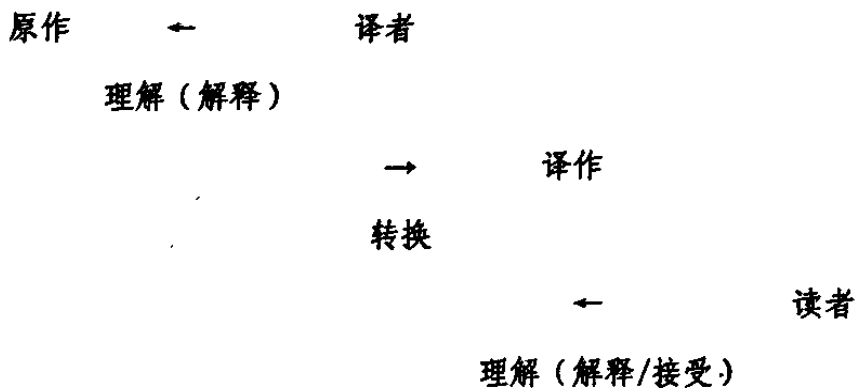 原作 ← 译者
理解（解释）
→ 译作
转换
← 读者
理解（解释/接受）